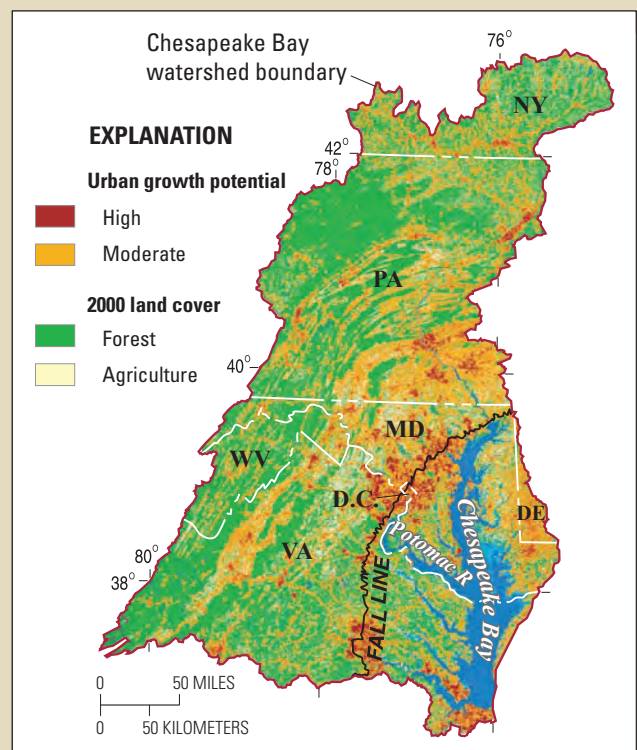 Chesapeake Bay
watershed boundary
76°
NY
EXPLANATION
42°
78°
Urban growth potential
High
Moderate
PA
2000 land cover
Forest
Agriculture
40°
MD
WV
D.C.
DE
Chesapeake Bay
Potomac R
VA
80°
38°
FALL LINE
0 50 MILES
0 50 KILOMETERS